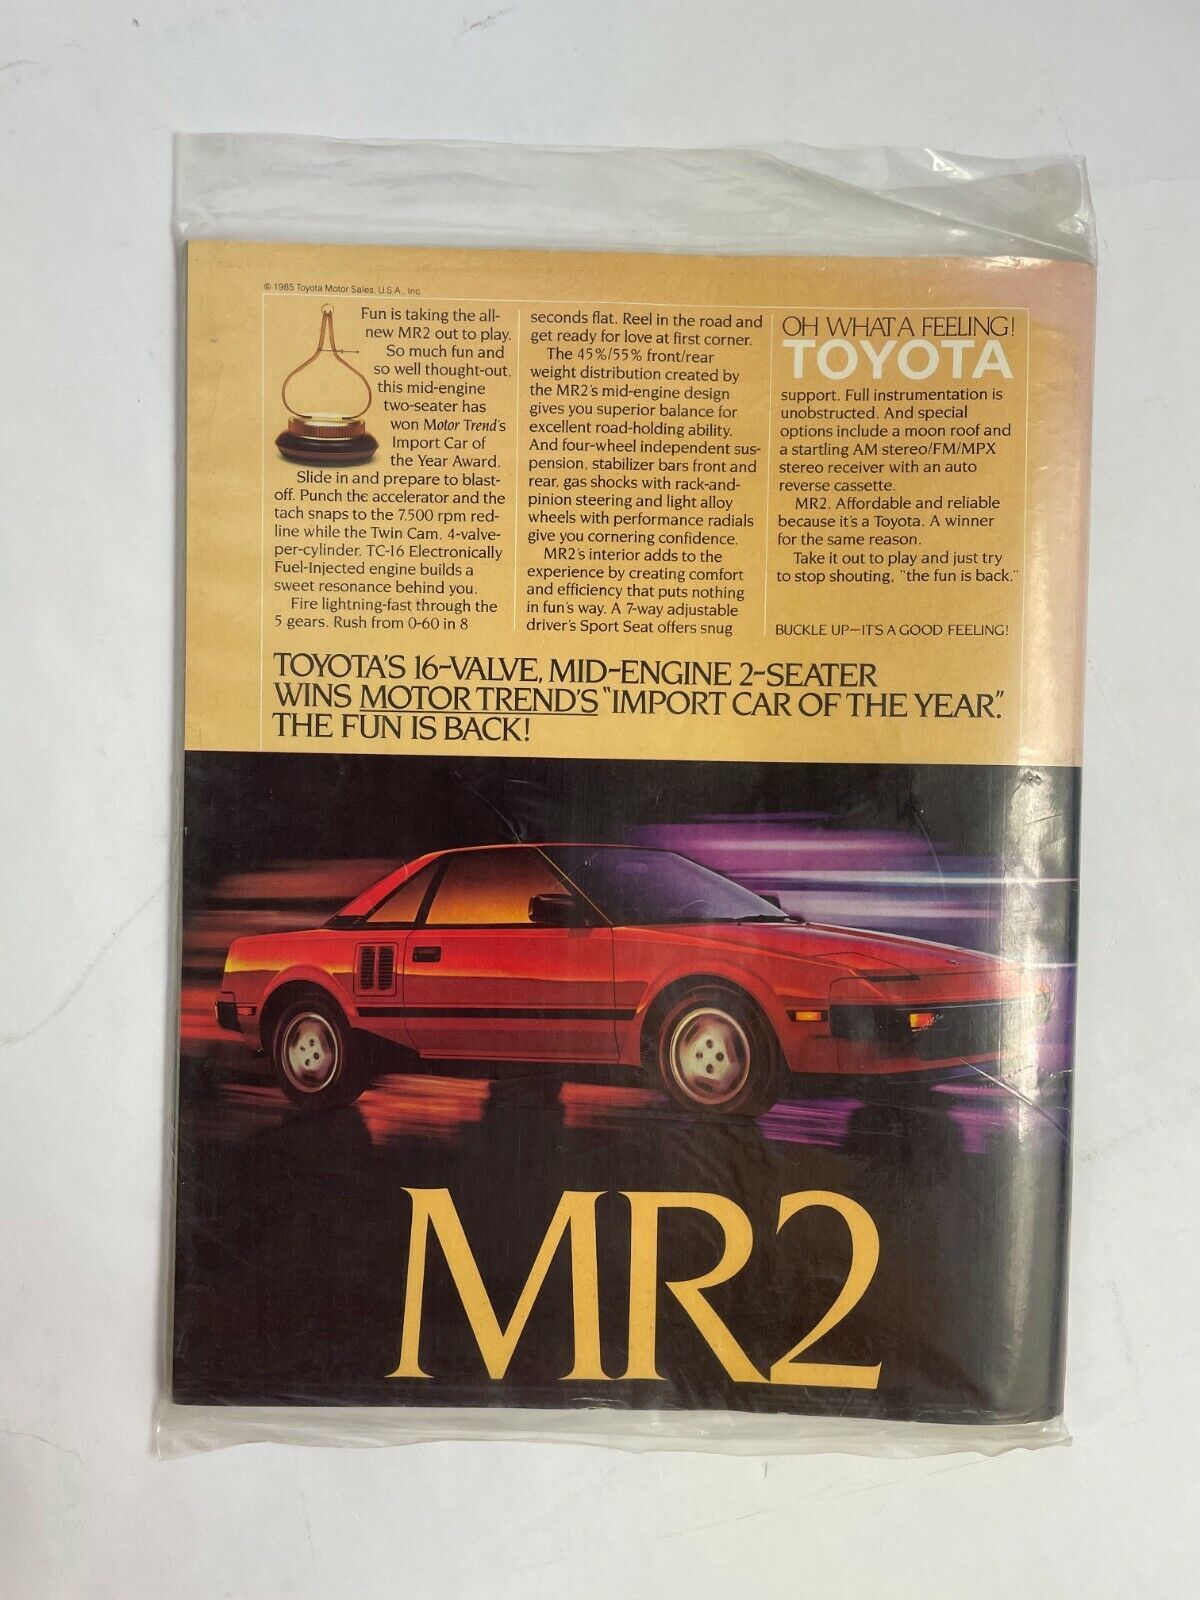 © 1985 Toyota Motor Sales, U.S.A., Inc.
Fun is taking the all-
new MR2 out to play.
So much fun and
so well thought-out,
this mid-engine
two-seater has
won Motor Trend's
Import Car of
the Year Award.
Slide in and prepare to blast-
off. Punch the accelerator and the
tach snaps to the 7,500 rpm red-
line while the Twin Cam, 4-valve-
per-cylinder, TC-16 Electronically
Fuel-Injected engine builds a
sweet resonance behind you.
Fire lightning-fast through the
5 gears. Rush from 0-60 in 8
seconds flat. Reel in the road and
get ready for love at first corner.
The 45%/55% front/rear
weight distribution created by
the MR2's mid-engine design
gives you superior balance for
excellent road-holding ability.
And four-wheel independent sus-
pension, stabilizer bars front and
rear, gas shocks with rack-and-
pinion steering and light alloy
wheels with performance radials
give you cornering confidence.
MR2's interior adds to the
experience by creating comfort
and efficiency that puts nothing
in fun's way. A 7-way adjustable
driver's Sport Seat offers snug
OH WHAT A FEELING!
TOYOTA
support. Full instrumentation is
unobstructed. And special
options include a moon roof and
a startling AM stereo/FM/MPX
stereo receiver with an auto
reverse cassette.
MR2. Affordable and reliable
because it's a Toyota. A winner
for the same reason.
Take it out to play and just try
to stop shouting, "the fun is back."
BUCKLE UP—IT'S A GOOD FEELING!
TOYOTA'S 16-VALVE, MID-ENGINE 2-SEATER
WINS MOTOR TREND'S "IMPORT CAR OF THE YEAR."
THE FUN IS BACK!
MR2